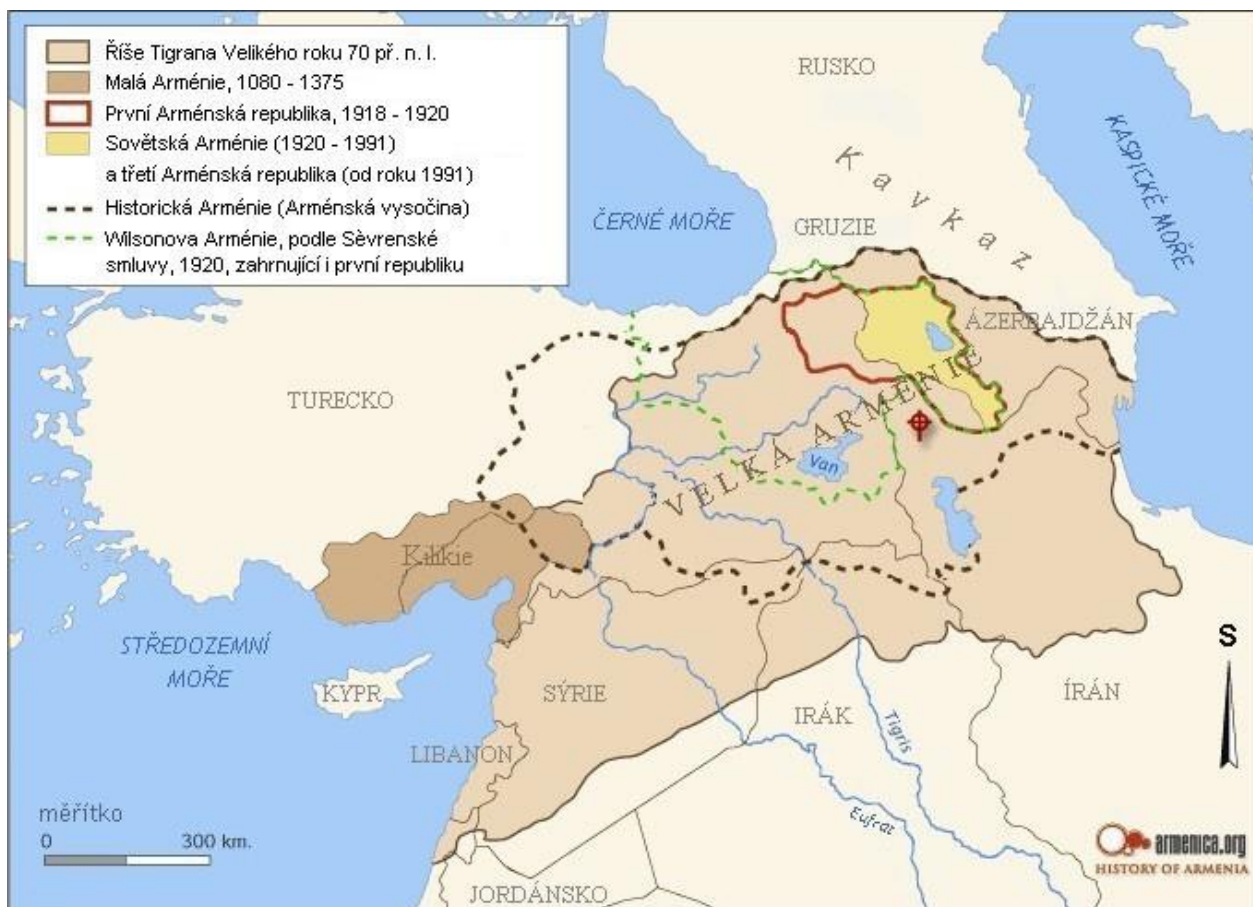 Říše Tigrana Velikého roku 70 př. n. l.
Malá Arménie, 1080 - 1375
První Arménská republika, 1918 - 1920
Sovětská Arménie (1920 - 1991)
a třetí Arménská republika (od roku 1991)
Historická Arménie (Arménská vysočina)
Wilsonova Arménie, podle Sèvrenské
smluvy, 1920, zahrnující i první republiku
RUSKO
KASPICKÉ MOŘE
Kavkaz
ČERNÉ MOŘE
GRUZIE
ÁZERBAJDŽÁN
TURECKO
VELKÁ ARMÉNIE
Van
Kilikie
STŘEDOZEMNÍ
MOŘE
KYPR
SÝRIE
LIBANON
IRÁK
Tigris
Eufrat
ÍRÁN
S
JORDÁNSKO
měřítko
0 300 km.
armenica.org
HISTORY OF ARMENIA